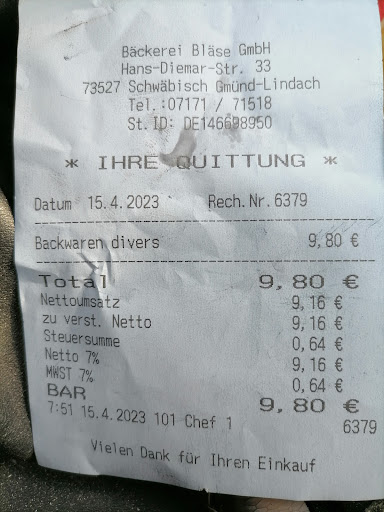 Bäckerei Bläse GmbH
Hans-Diemar-Str. 33
73527 Schwäbisch Gmünd-Lindach
Tel.:07171 / 71518
St.ID: DE146698950
* IHRE QUITTUNG *
Datum 15.4.2023 Rech.Nr.6379
Backwaren divers 9,80 €
Total 9,80 €
Nettoumsatz 9,16 €
zu verst. Netto 9,16 €
Steuersumme 0,64 €
Netto 7% 9,16 €
MWST 7% 0,64 €
BAR 9,80 €
7:51 15.4.2023 101 Chef 1 6379
Vielen Dank für Ihren Einkauf